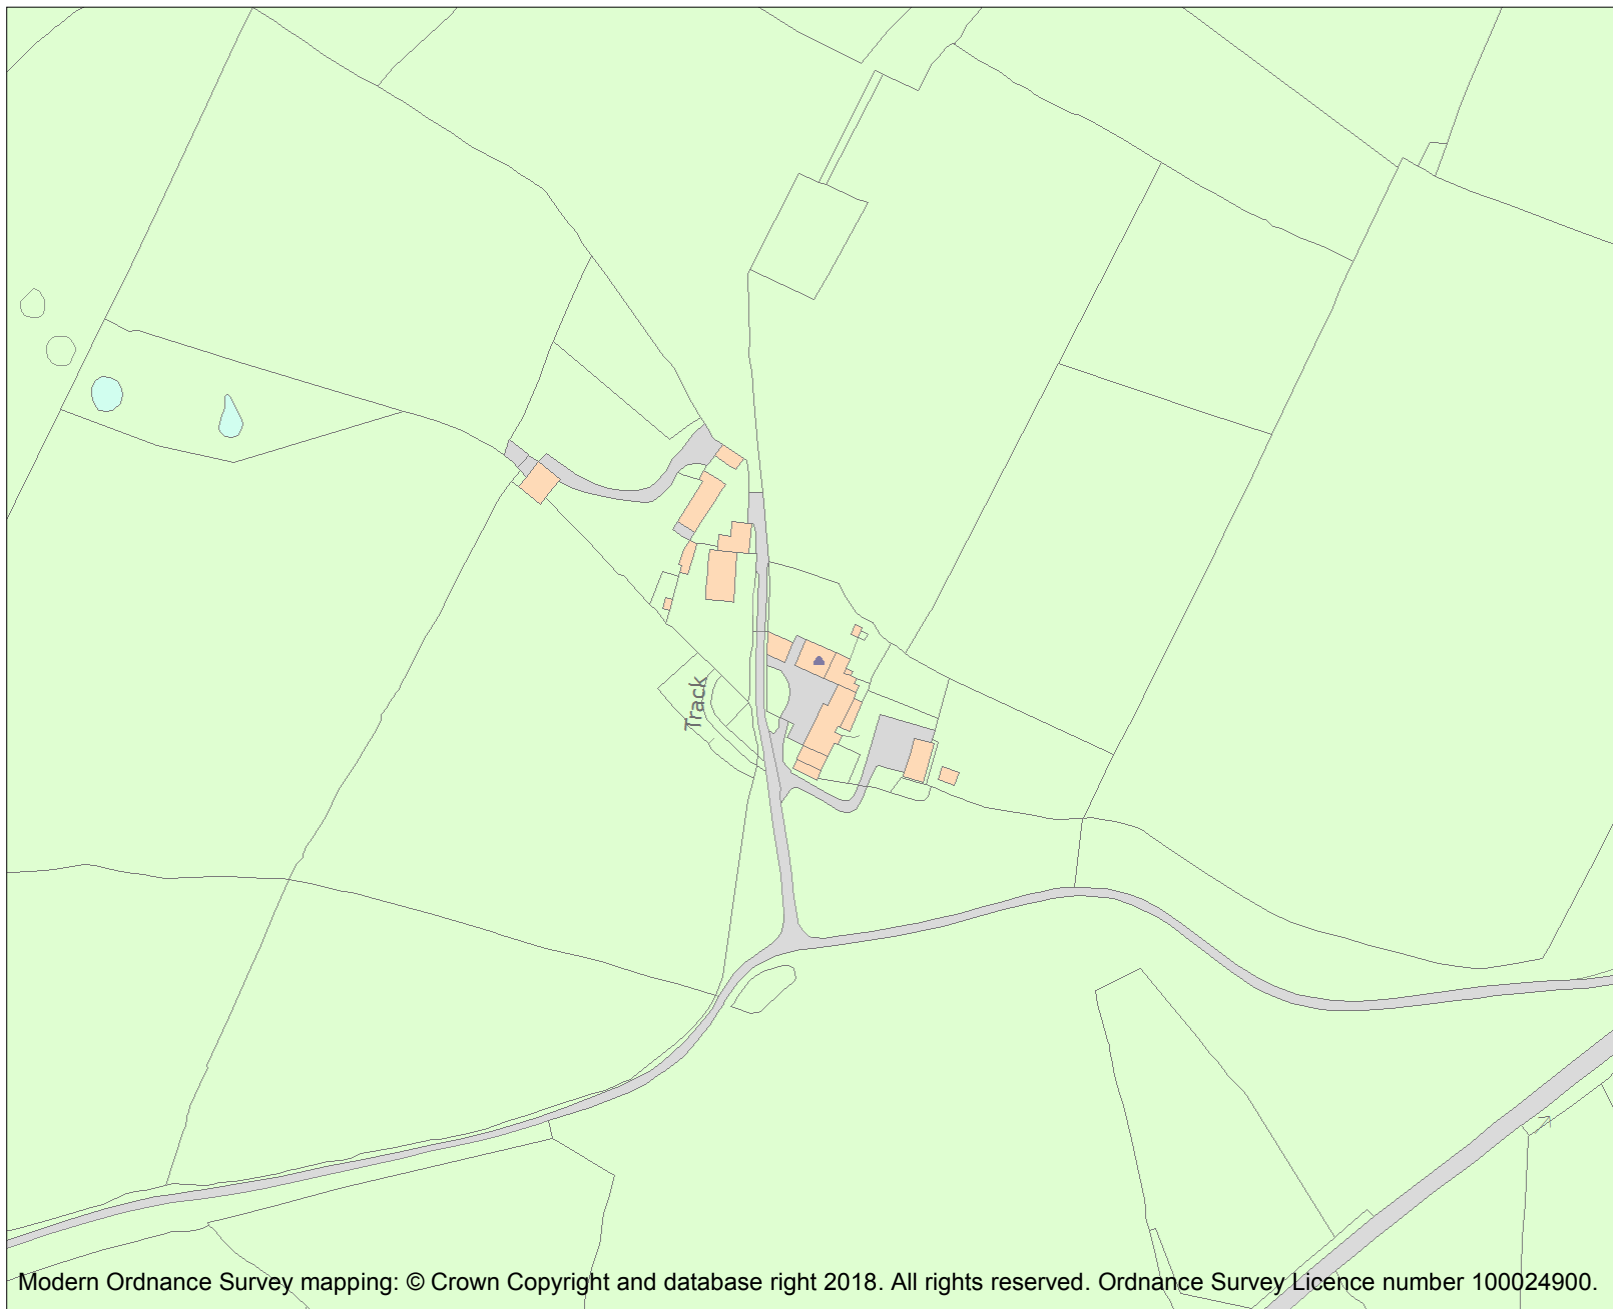 Track
Modern Ordnance Survey mapping: © Crown Copyright and database right 2018. All rights reserved. Ordnance Survey Licence number 100024900.